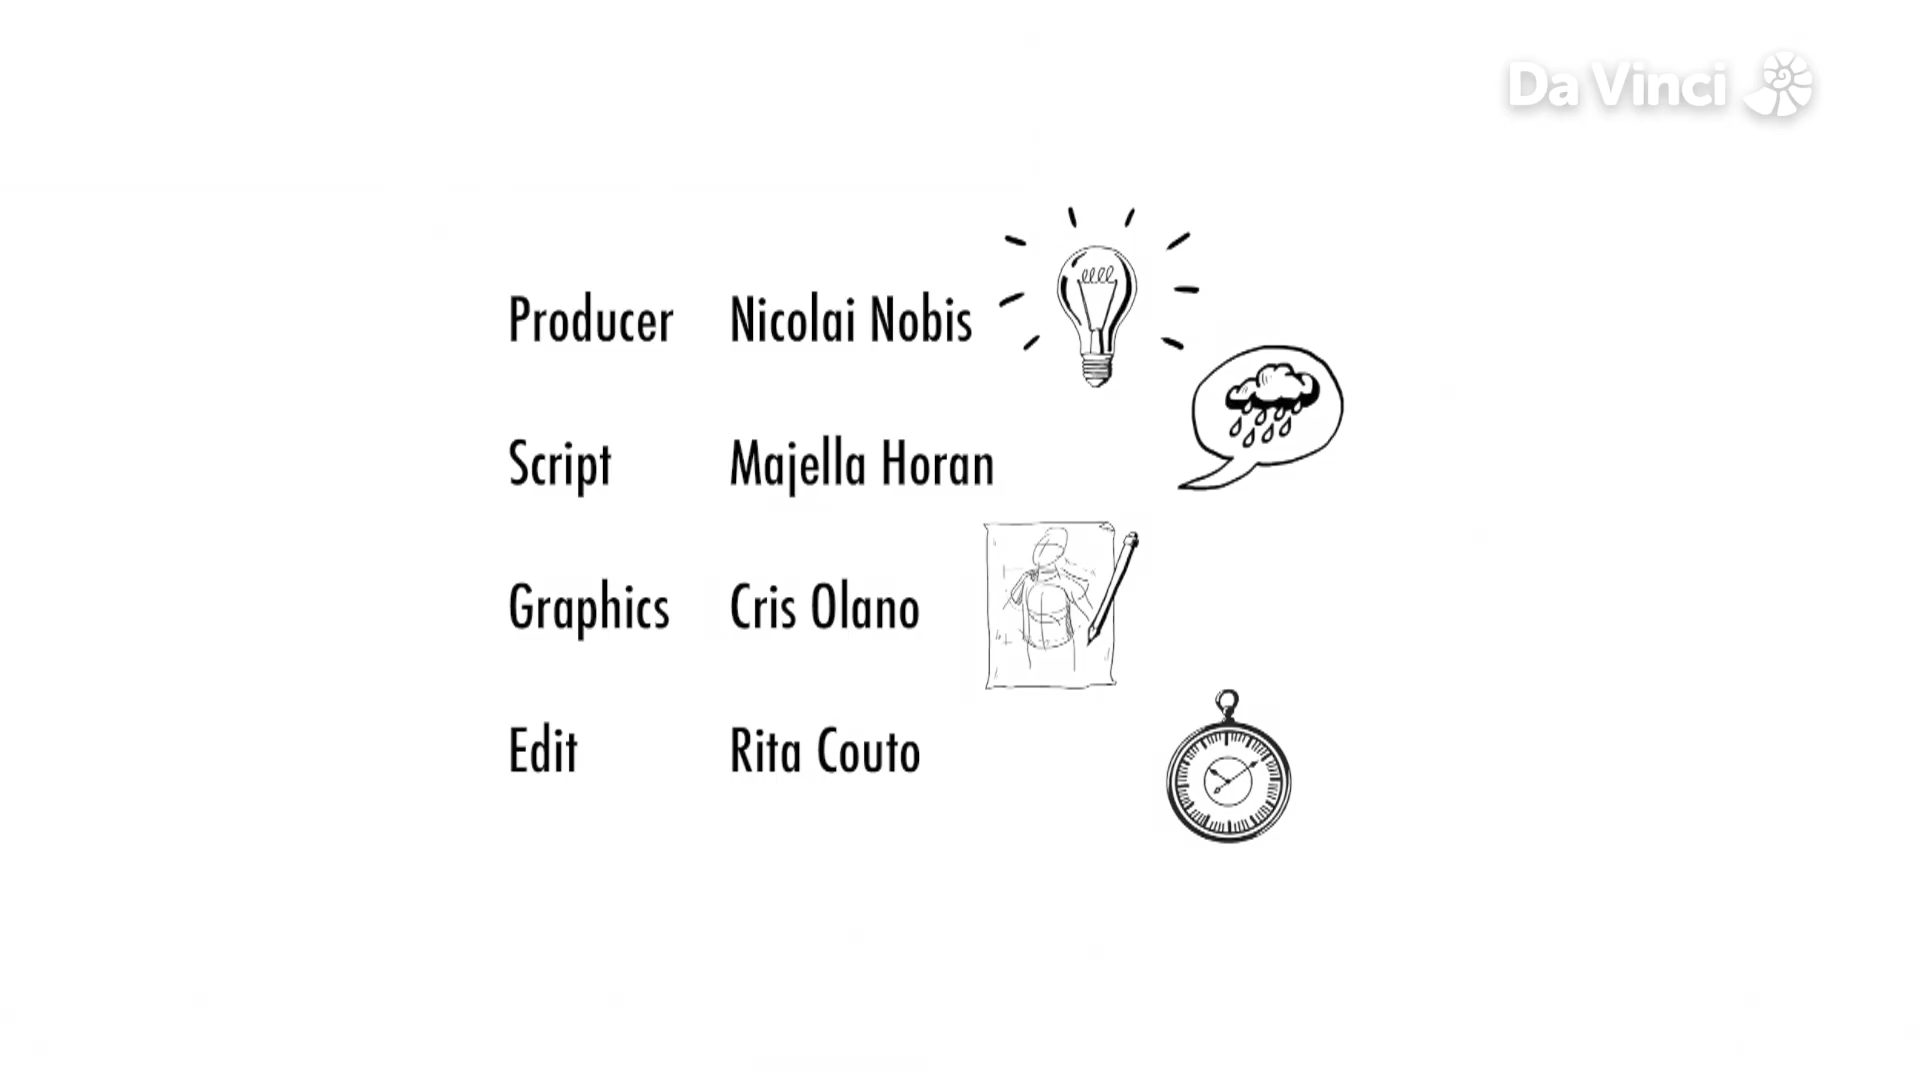 Da Vinci
Producer Nicolai Nobis
Script Majella Horan
Graphics Cris Olano
Edit Rita Couto